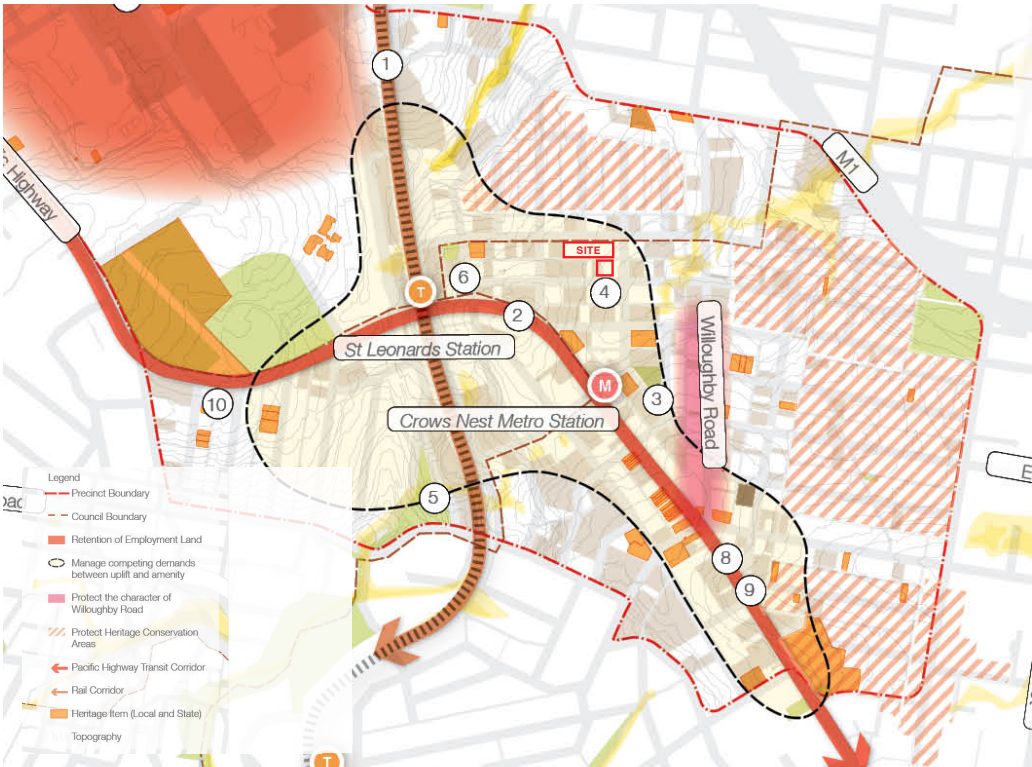 1
M1
Highway
SITE
6
4
T
2
St Leonards Station
Willoughby Road
M
3
10
Crows Nest Metro Station
5
8
9
Legend
Precinct Boundary
Council Boundary
Retention of Employment Land
Manage competing demands
between uplift and amenity
Protect the character of
Willoughby Road
Protect Heritage Conservation
Areas
Pacific Highway Transit Corridor
Rail Corridor
Heritage Item (Local and State)
Topography
T